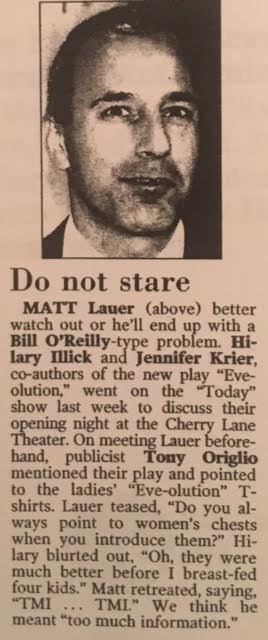 Do not stare
MATT Lauer (above) better
watch out or he'll end up with a
Bill O'Reilly-type problem. Hi-
lary Illick and Jennifer Krier,
co-authors of the new play "Eve-
olution," went on the "Today"
show last week to discuss their
opening night at the Cherry Lane
Theater. On meeting Lauer before-
hand, publicist Tony Origlio
mentioned their play and pointed
to the ladies' "Eve-olution" T-
shirts. Lauer teased, "Do you al-
ways point to women's chests
when you introduce them?" Hi-
lary blurted out, "Oh, they were
much better before I breast-fed
four kids." Matt retreated, saying,
"TMI ... TMI." We think he
meant "too much information."